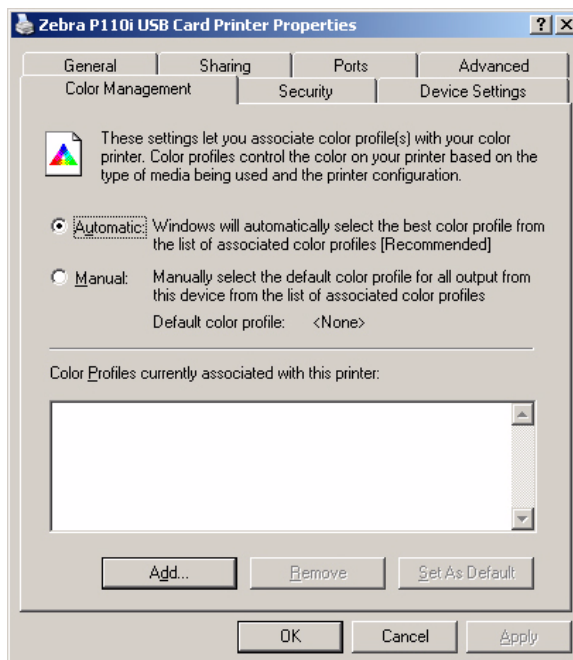 Zebra P110i USB Card Printer Properties
General Sharing Ports Advanced
Color Management Security Device Settings
These settings let you associate color profile(s) with your color
printer. Color profiles control the color on your printer based on the
type of media being used and the printer configuration.
Automatic: Windows will automatically select the best color profile from
the list of associated color profiles [Recommended]
Manual: Manually select the default color profile for all output from
this device from the list of associated color profiles
Default color profile: <None>
Color Profiles currently associated with this printer:
Add... Remove Set As Default
OK Cancel Apply